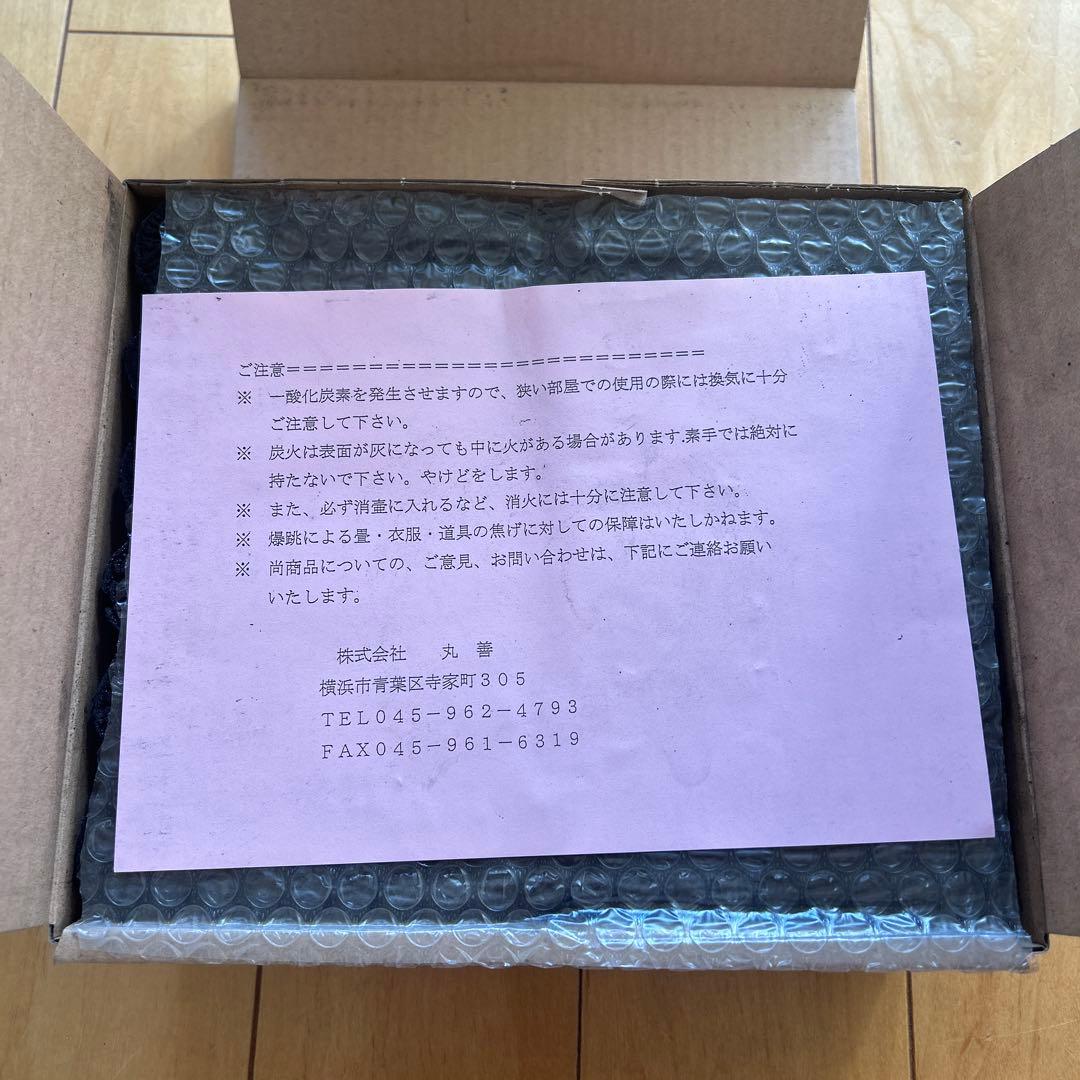 ご注意==========================
※　一酸化炭素を発生させますので、狭い部屋での使用の際には換気に十分
ご注意して下さい。
※　炭火は表面が灰になっても中に火がある場合があります.素手では絶対に
持たないで下さい。やけどをします。
※　また、必ず消壷に入れるなど、消火には十分に注意して下さい。
※　爆跳による畳・衣服・道具の焦げに対しての保障はいたしかねます。
※　尚商品についての、ご意見、お問い合わせは、下記にご連絡お願い
いたします。
株式会社　　丸　善
横浜市青葉区寺家町３０５
ＴＥＬ０４５－９６２－４７９３
ＦＡＸ０４５－９６１－６３１９